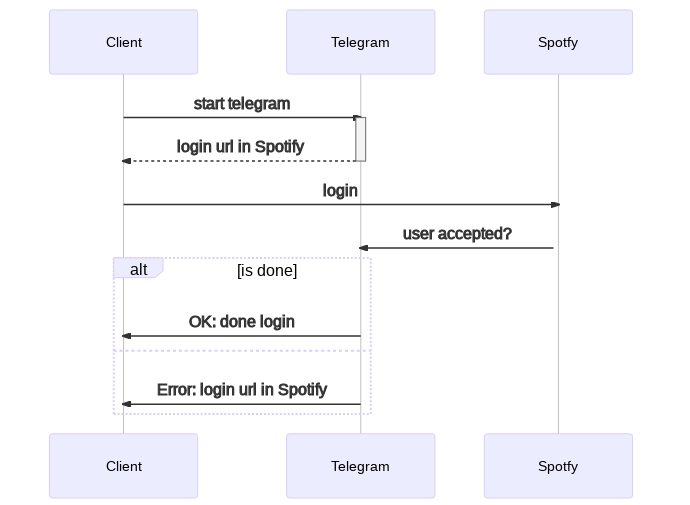 Client
Telegram
Spotfy
start telegram
login url in Spotify
login
user accepted?
alt
[is done]
OK: done login
Error: login url in Spotify
Client
Telegram
Spotfy